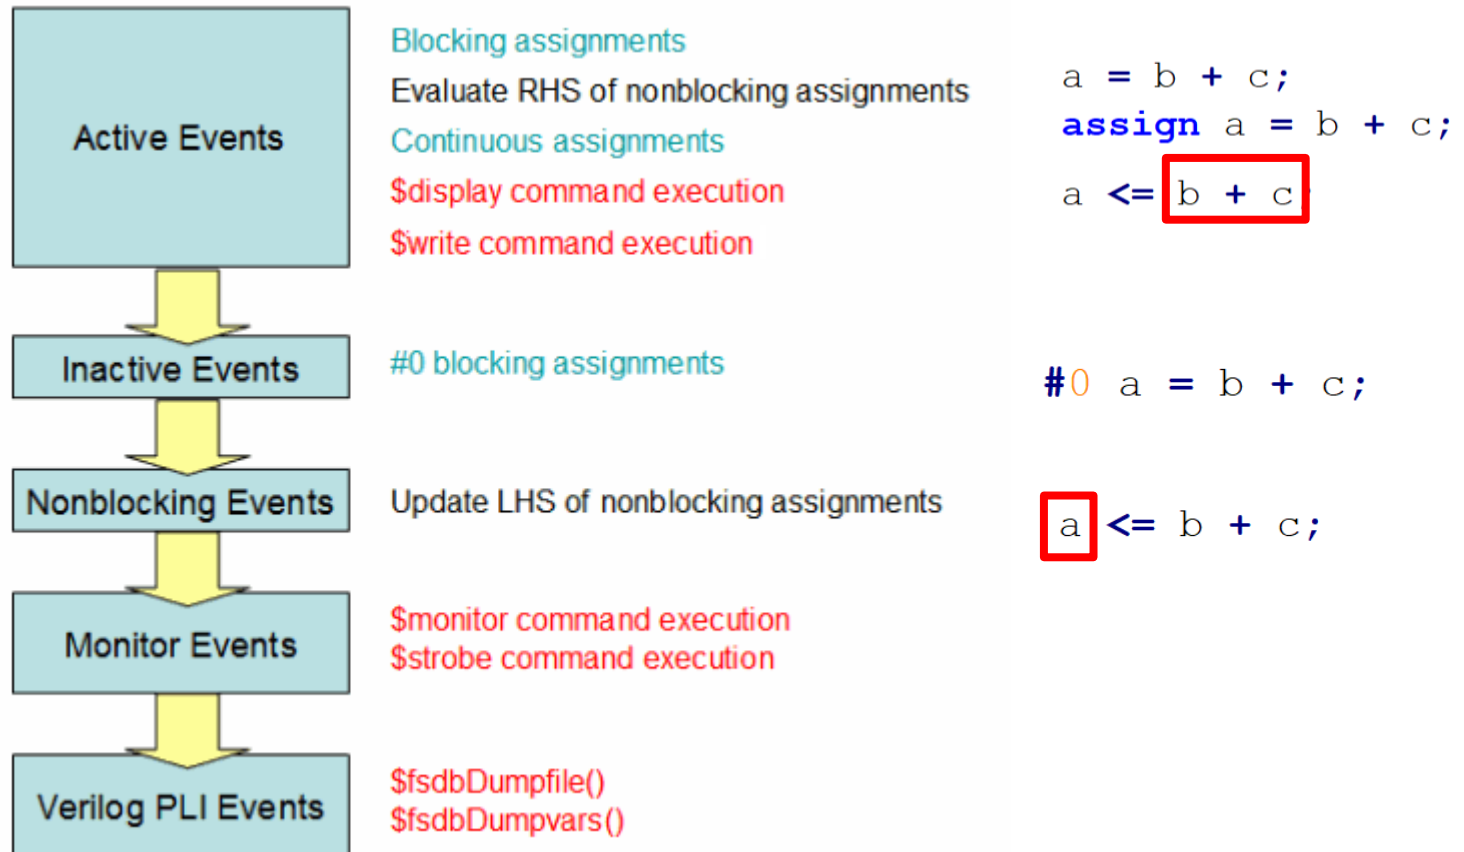 Active Events
Blocking assignments
Evaluate RHS of nonblocking assignments
Continuous assignments
$display command execution
$write command execution
a = b + c;
assign a = b + c;
a <= b + c;
Inactive Events
#0 blocking assignments
#0 a = b + c;
Nonblocking Events
Update LHS of nonblocking assignments
a <= b + c;
Monitor Events
$monitor command execution
$strobe command execution
Verilog PLI Events
$fsdbDumpfile()
$fsdbDumpvars()